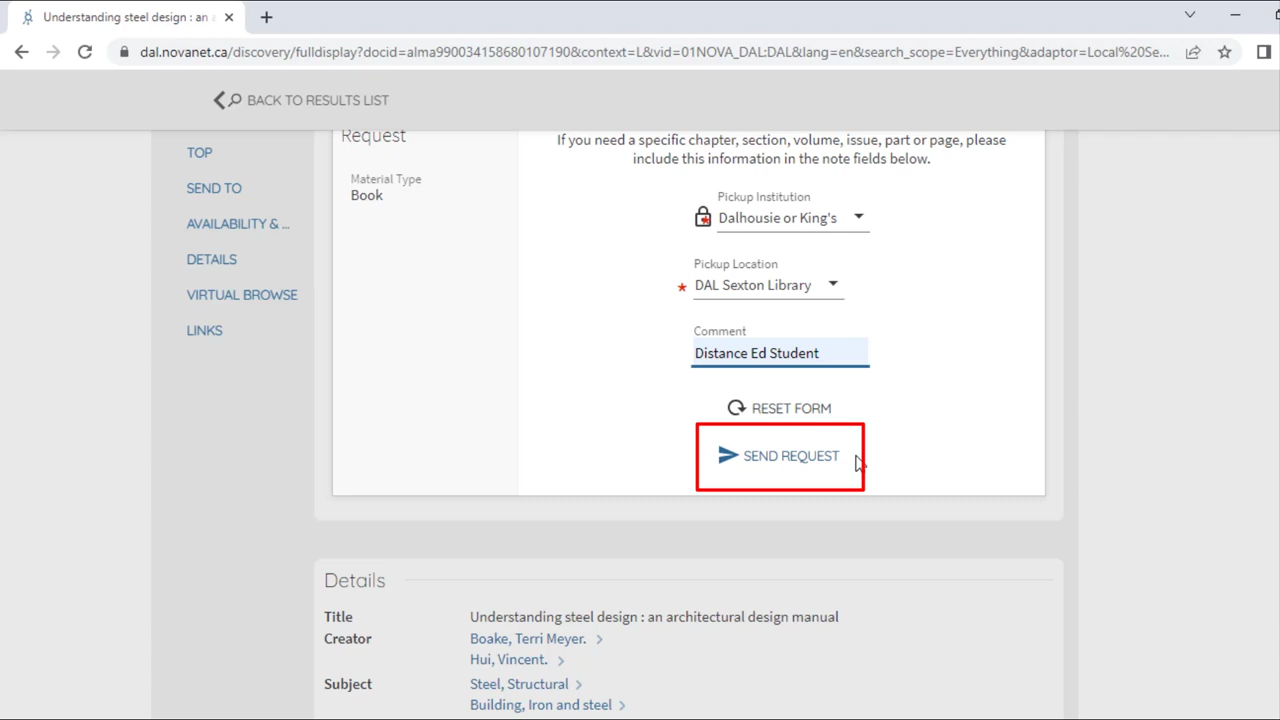 Understanding steel design : an a
dal.novanet.ca/discovery/fulldisplay?docid=alma990034158680107190&context=L&vid=01NOVA_DAL:DAL&lang=en&search_scope=Everything&adaptor=Local%20Se...
BACK TO RESULTS LIST
TOP
SEND TO
AVAILABILITY & ...
DETAILS
VIRTUAL BROWSE
LINKS
Request
Material Type
Book
If you need a specific chapter, section, volume, issue, part or page, please
include this information in the note fields below.
Pickup Institution
Dalhousie or King's
Pickup Location
DAL Sexton Library
Comment
Distance Ed Student
RESET FORM
SEND REQUEST
Details
Title Understanding steel design : an architectural design manual
Creator Boake, Terri Meyer.
Hui, Vincent.
Subject Steel, Structural
Building, Iron and steel